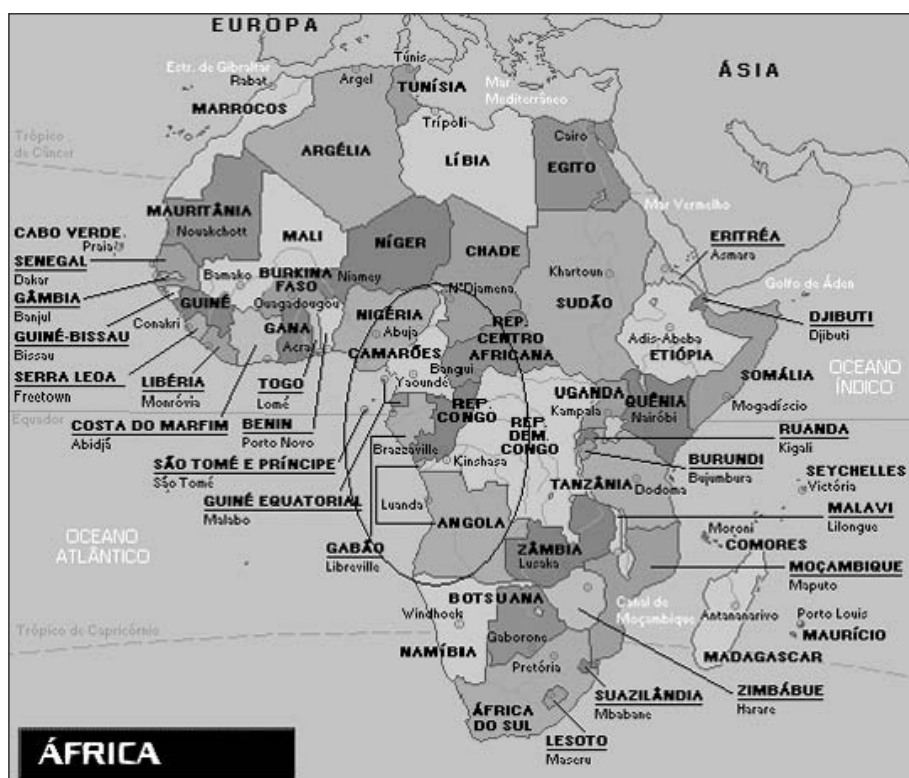 EUROPA
ÁSIA
Estr. de Gibraltar
Rabat
Argel
Túnis
TUNÍSIA
Mar
Mediterrâneo
MARROCOS
Trípoli
Cairo
Trópico
de Câncer
ARGÉLIA
LÍBIA
EGITO
Mar Vermelho
MAURITÂNIA
Nouakchott
MALI
NÍGER
CHADE
CABO VERDE
Praia
ERITRÉA
Asmara
SENEGAL
Dakar
Bamako
BURKINA
FASO
Niamey
N'Djamena
Khartoun
SUDÃO
Golfo de Áden
GÂMBIA
Banjul
GUINÉ
Ouagadougou
NIGÉRIA
Abuja
DJIBUTI
Djibuti
GUINÉ-BISSAU
Bissau
Conakri
GANA
Acra
CAMARÕES
REP.
CENTRO
AFRICANA
Adis-Abeba
ETIÓPIA
SERRA LEOA
Freetown
LIBÉRIA
Monróvia
TOGO
Lomé
Yaoundé
Bangui
UGANDA
Kampala
QUÊNIA
Nairóbi
SOMÁLIA
Mogadíscio
OCEANO
ÍNDICO
Equador
COSTA DO MARFIM
Abidjã
BENIN
Porto Novo
REP.
CONGO
REP.
DEM.
CONGO
RUANDA
Kigali
SÃO TOMÉ E PRÍNCIPE
São Tomé
Brazzaville
Kinshasa
BURUNDI
Bujumbura
SEYCHELLES
Victória
GUINÉ EQUATORIAL
Malabo
Luanda
ANGOLA
TANZÂNIA
Dodoma
MALAVI
Lilongue
OCEANO
ATLÂNTICO
GABÃO
Libreville
ZÂMBIA
Lusaka
Moroni
COMORES
MOÇAMBIQUE
Maputo
BOTSUANA
Windhoek
Gaborone
Canal de
Moçambique
Antananarivo
Porto Louis
MAURÍCIO
Trópico de Capricórnio
NAMÍBIA
Pretória
MADAGASCAR
SUAZILÂNDIA
Mbabane
ZIMBÁBUE
Harare
ÁFRICA
DO SUL
LESOTO
Maseru
ÁFRICA